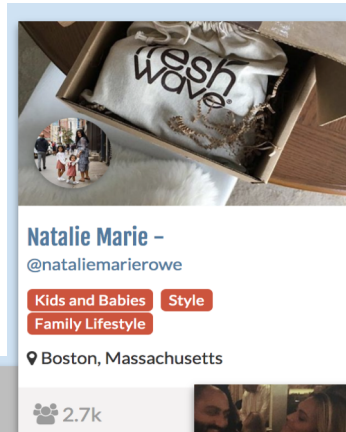 fresh
wave®
Natalie Marie –
@nataliemarierowe
Kids and Babies Style
Family Lifestyle
Boston, Massachusetts
2.7k